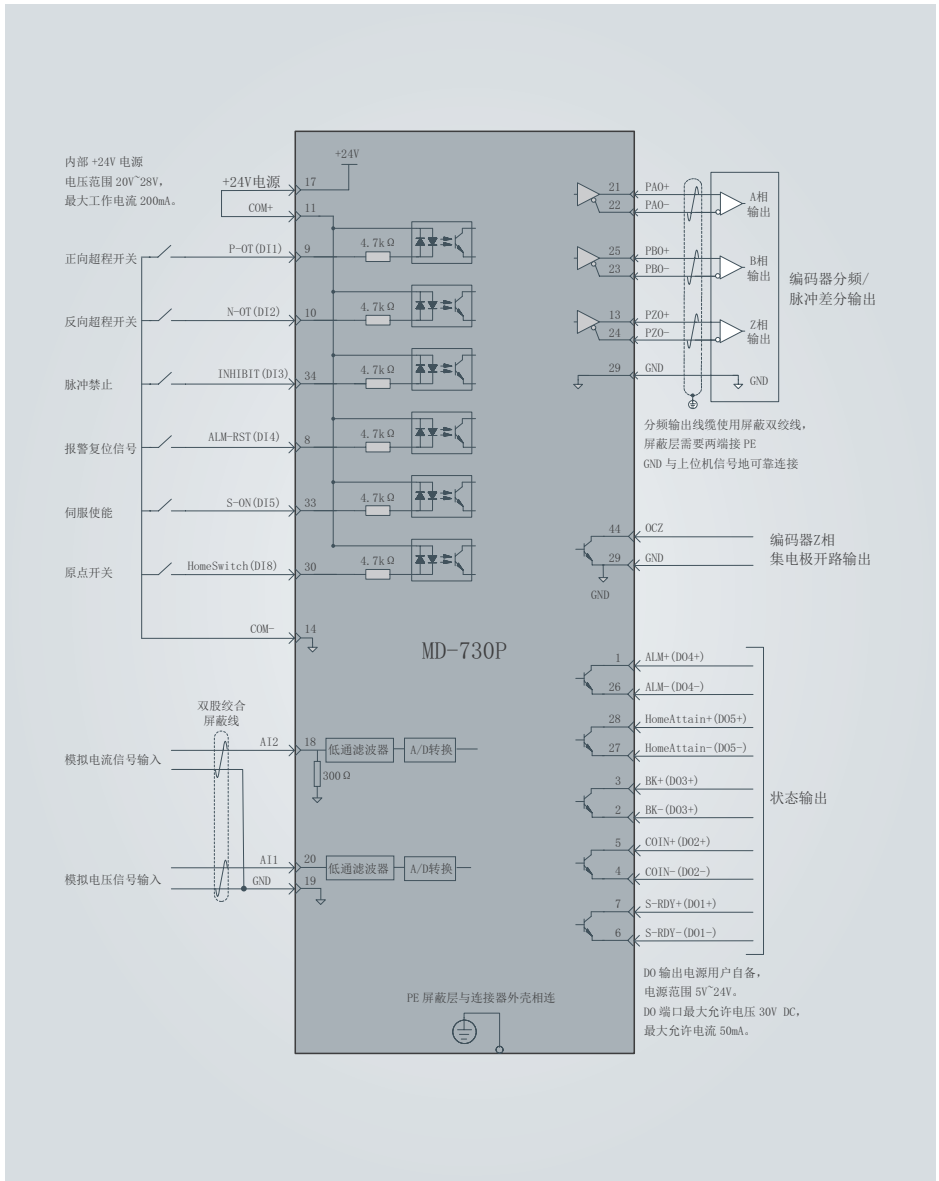 内部 +24V 电源
电压范围 20V~28V，
最大工作电流 200mA。
+24V电源
COM+
17
11
+24V
正向超程开关
P-OT(DI1)
9
4.7kΩ
反向超程开关
N-OT(DI2)
10
4.7kΩ
脉冲禁止
INHIBIT(DI3)
34
4.7kΩ
报警复位信号
ALM-RST(DI4)
8
4.7kΩ
伺服使能
S-ON(DI5)
33
4.7kΩ
原点开关
HomeSwitch(DI8)
30
4.7kΩ
COM-
14
MD-730P
双股绞合
屏蔽线
模拟电流信号输入
AI2
18
低通滤波器
A/D转换
300Ω
模拟电压信号输入
AI1
20
低通滤波器
A/D转换
GND
19
PE 屏蔽层与连接器外壳相连
21
PAO+
22
PAO-
A相
输出
25
PBO+
23
PBO-
B相
输出
13
PZO+
24
PZO-
Z相
输出
29
GND
GND
编码器分频/
脉冲差分输出
分频输出线缆使用屏蔽双绞线，
屏蔽层需要两端接 PE
GND 与上位机信号地可靠连接
44
OCZ
29
GND
GND
编码器Z相
集电极开路输出
1
ALM+(DO4+)
26
ALM-(DO4-)
28
HomeAttain+(DO5+)
27
HomeAttain-(DO5-)
3
BK+(DO3+)
2
BK-(DO3+)
5
COIN+(DO2+)
4
COIN-(DO2-)
7
S-RDY+(DO1+)
6
S-RDY-(DO1-)
状态输出
DO 输出电源用户自备，
电源范围 5V~24V。
DO 端口最大允许电压 30V DC，
最大允许电流 50mA。